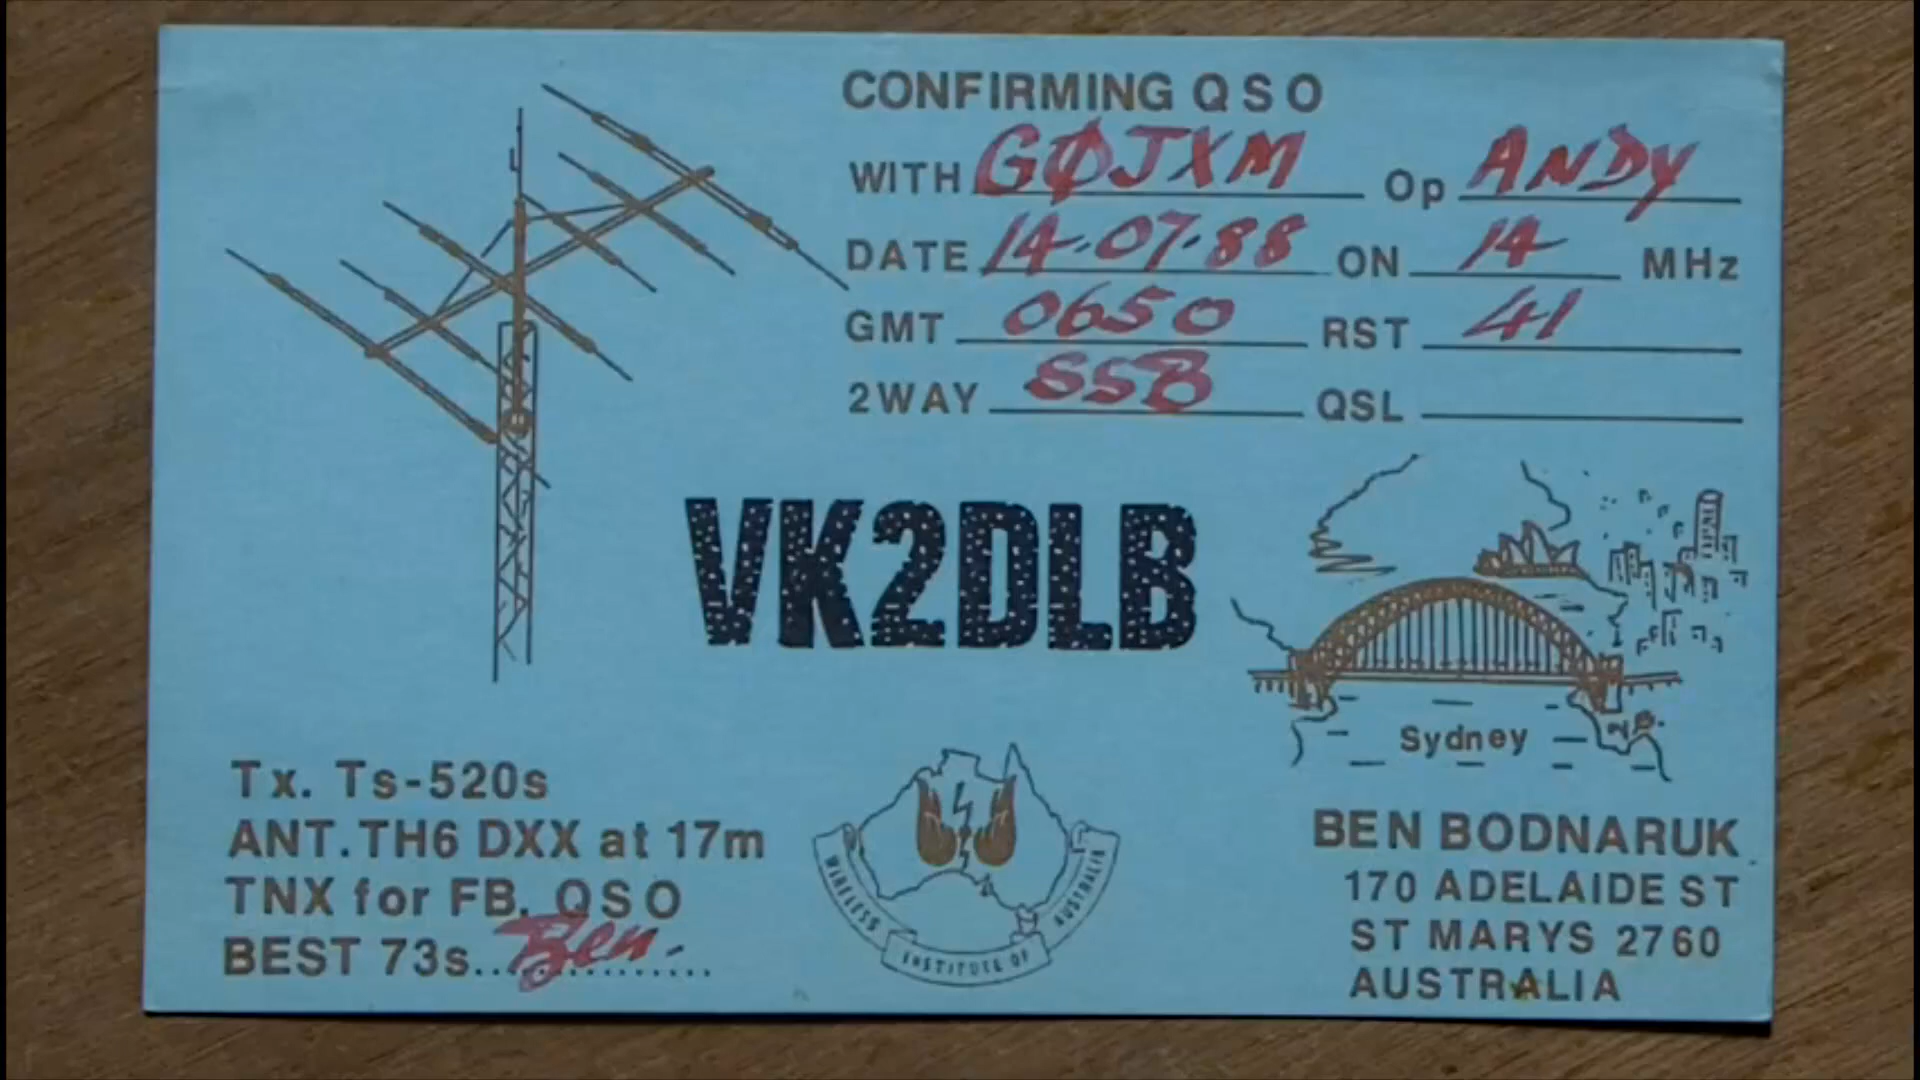 CONFIRMING QSO
WITH GØJXM Op ANDY
DATE 14-07-88 ON 14 MHz
GMT 0650 RST 41
2WAY SSB QSL
VK2DLB
Sydney
Tx. Ts-520s
ANT. TH6 DXX at 17m
TNX for FB. QSO
BEST 73s... Ben.
WIRELESS INSTITUTE OF AUSTRALIA
BEN BODNARUK
170 ADELAIDE ST
ST MARYS 2760
AUSTRALIA